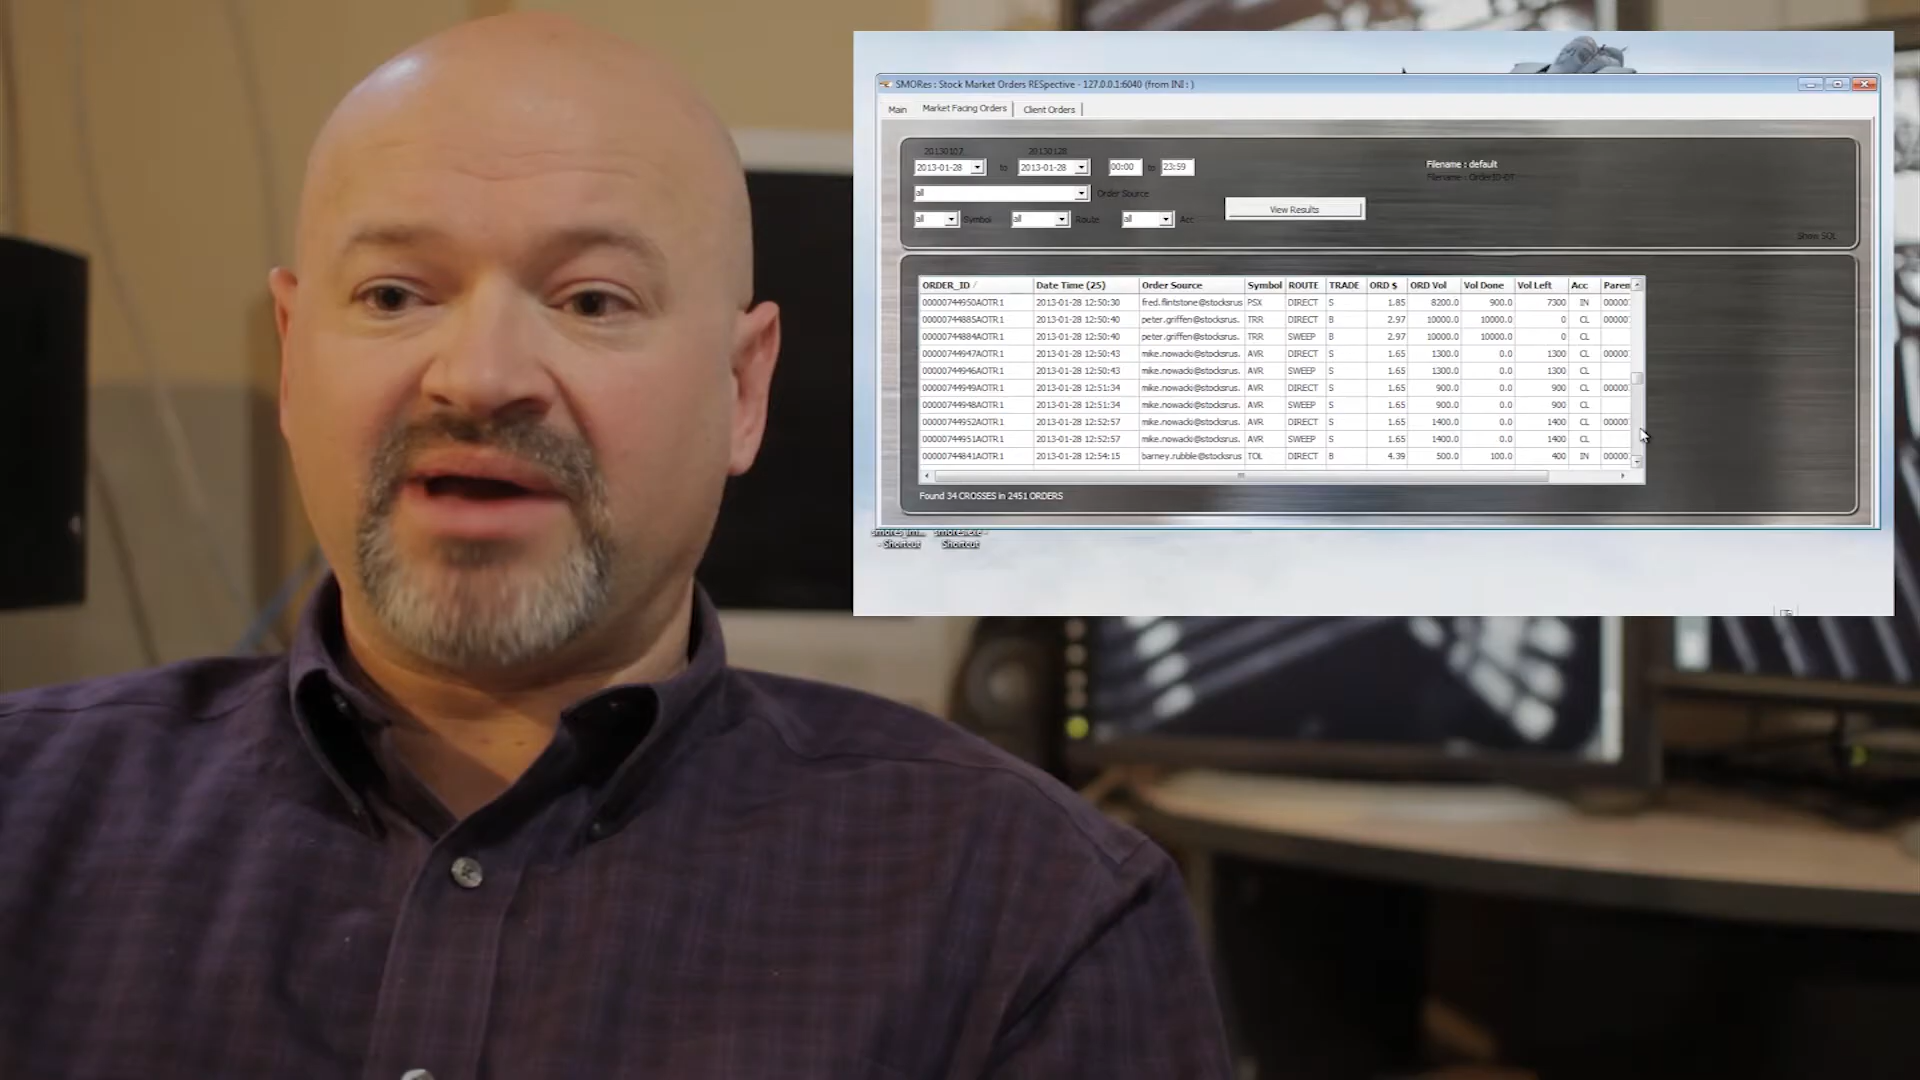 SMORes : Stock Market Orders RESpective - 127.0.0.1:6040 (from INI : )
Main Market Facing Orders Client Orders
20130107 20130128
2013-01-28 to 2013-01-28 00:00 to 23:59
Filename : default
Filename : OrderID-DT
all Order Source
View Results
all Symbol all Route all Acc
Show SQL
ORDER_ID / Date Time (25) Order Source Symbol ROUTE TRADE ORD $ ORD Vol Vol Done Vol Left Acc Paren
00000744950AOTR1 2013-01-28 12:50:30 fred.flintstone@stocksrus PSX DIRECT S 1.85 8200.0 900.0 7300 IN 00000
00000744885AOTR1 2013-01-28 12:50:40 peter.griffen@stocksrus. TRR DIRECT B 2.97 10000.0 10000.0 0 CL 00000
00000744884AOTR1 2013-01-28 12:50:40 peter.griffen@stocksrus. TRR SWEEP B 2.97 10000.0 10000.0 0 CL
00000744947AOTR1 2013-01-28 12:50:43 mike.nowacki@stocksrus. AVR DIRECT S 1.65 1300.0 0.0 1300 CL 00000
00000744946AOTR1 2013-01-28 12:50:43 mike.nowacki@stocksrus. AVR SWEEP S 1.65 1300.0 0.0 1300 CL
00000744949AOTR1 2013-01-28 12:51:34 mike.nowacki@stocksrus. AVR DIRECT S 1.65 900.0 0.0 900 CL 00000
00000744948AOTR1 2013-01-28 12:51:34 mike.nowacki@stocksrus. AVR SWEEP S 1.65 900.0 0.0 900 CL
00000744952AOTR1 2013-01-28 12:52:57 mike.nowacki@stocksrus. AVR DIRECT S 1.65 1400.0 0.0 1400 CL 00000
00000744951AOTR1 2013-01-28 12:52:57 mike.nowacki@stocksrus. AVR SWEEP S 1.65 1400.0 0.0 1400 CL
00000744841AOTR1 2013-01-28 12:54:15 barney.rubble@stocksrus TOL DIRECT B 4.39 500.0 100.0 400 IN 00000
Found 34 CROSSES in 2451 ORDERS
smores.exe -
- Shortcut Shortcut